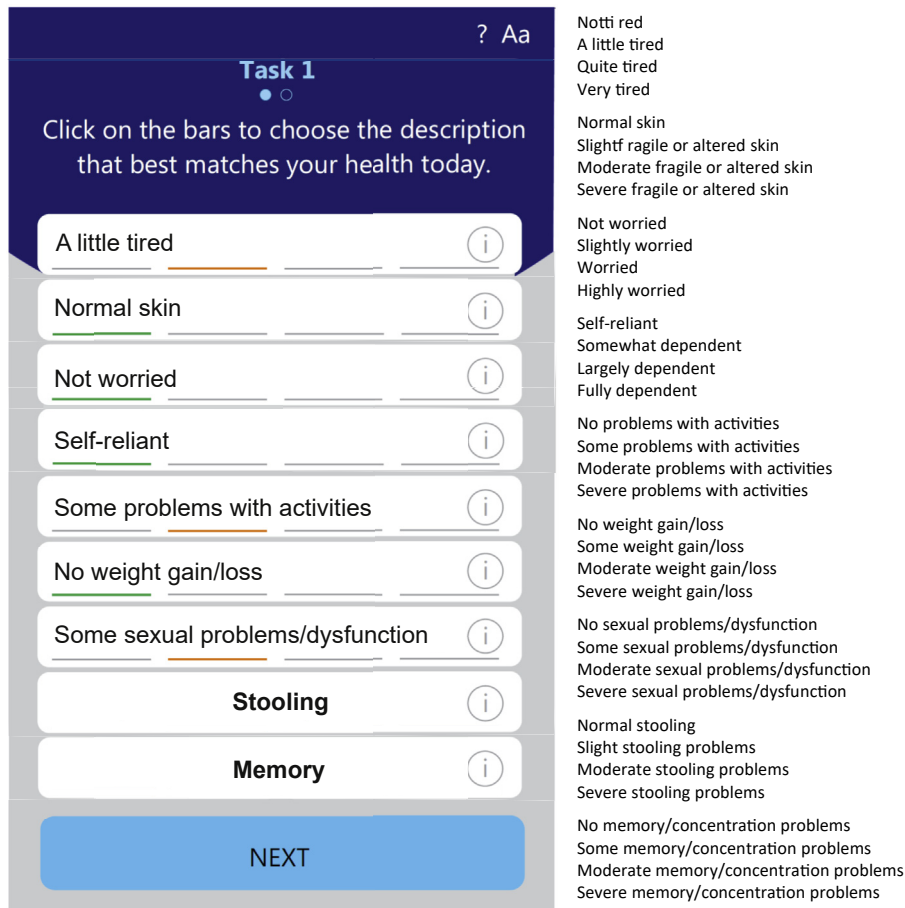 ? Aa
Task 1
Click on the bars to choose the description
that best matches your health today.
A little tired
i
Normal skin
i
Not worried
i
Self-reliant
i
Some problems with activities
i
No weight gain/loss
i
Some sexual problems/dysfunction
i
Stooling
i
Memory
i
NEXT
Notti red
A little tired
Quite tired
Very tired
Normal skin
Slightf ragile or altered skin
Moderate fragile or altered skin
Severe fragile or altered skin
Not worried
Slightly worried
Worried
Highly worried
Self-reliant
Somewhat dependent
Largely dependent
Fully dependent
No problems with activities
Some problems with activities
Moderate problems with activities
Severe problems with activities
No weight gain/loss
Some weight gain/loss
Moderate weight gain/loss
Severe weight gain/loss
No sexual problems/dysfunction
Some sexual problems/dysfunction
Moderate sexual problems/dysfunction
Severe sexual problems/dysfunction
Normal stooling
Slight stooling problems
Moderate stooling problems
Severe stooling problems
No memory/concentration problems
Some memory/concentration problems
Moderate memory/concentration problems
Severe memory/concentration problems